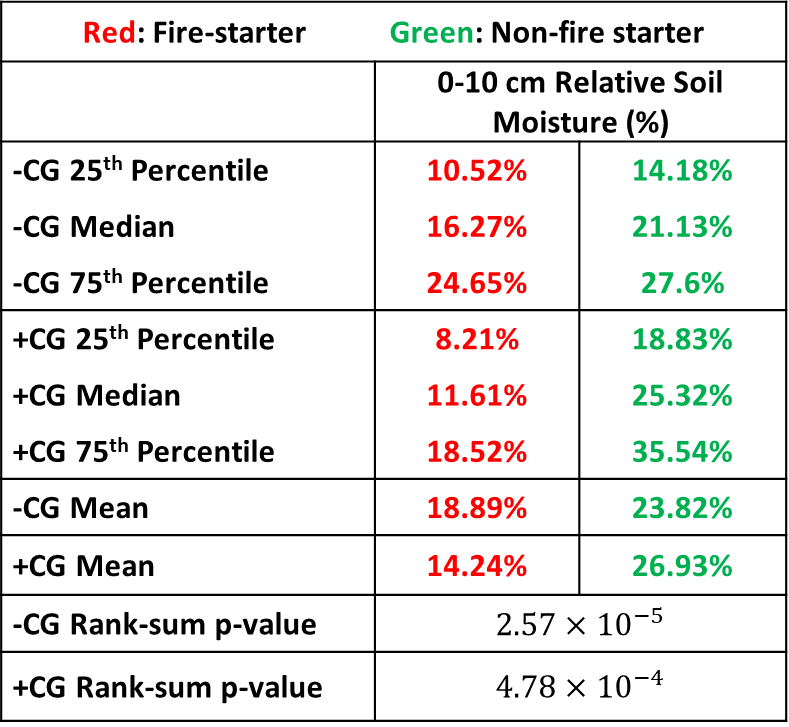 Red: Fire-starter Green: Non-fire starter
0-10 cm Relative Soil
Moisture (%)
-CG 25th Percentile 10.52% 14.18%
-CG Median 16.27% 21.13%
-CG 75th Percentile 24.65% 27.6%
+CG 25th Percentile 8.21% 18.83%
+CG Median 11.61% 25.32%
+CG 75th Percentile 18.52% 35.54%
-CG Mean 18.89% 23.82%
+CG Mean 14.24% 26.93%
-CG Rank-sum p-value 2.57 × 10⁻⁵
+CG Rank-sum p-value 4.78 × 10⁻⁴